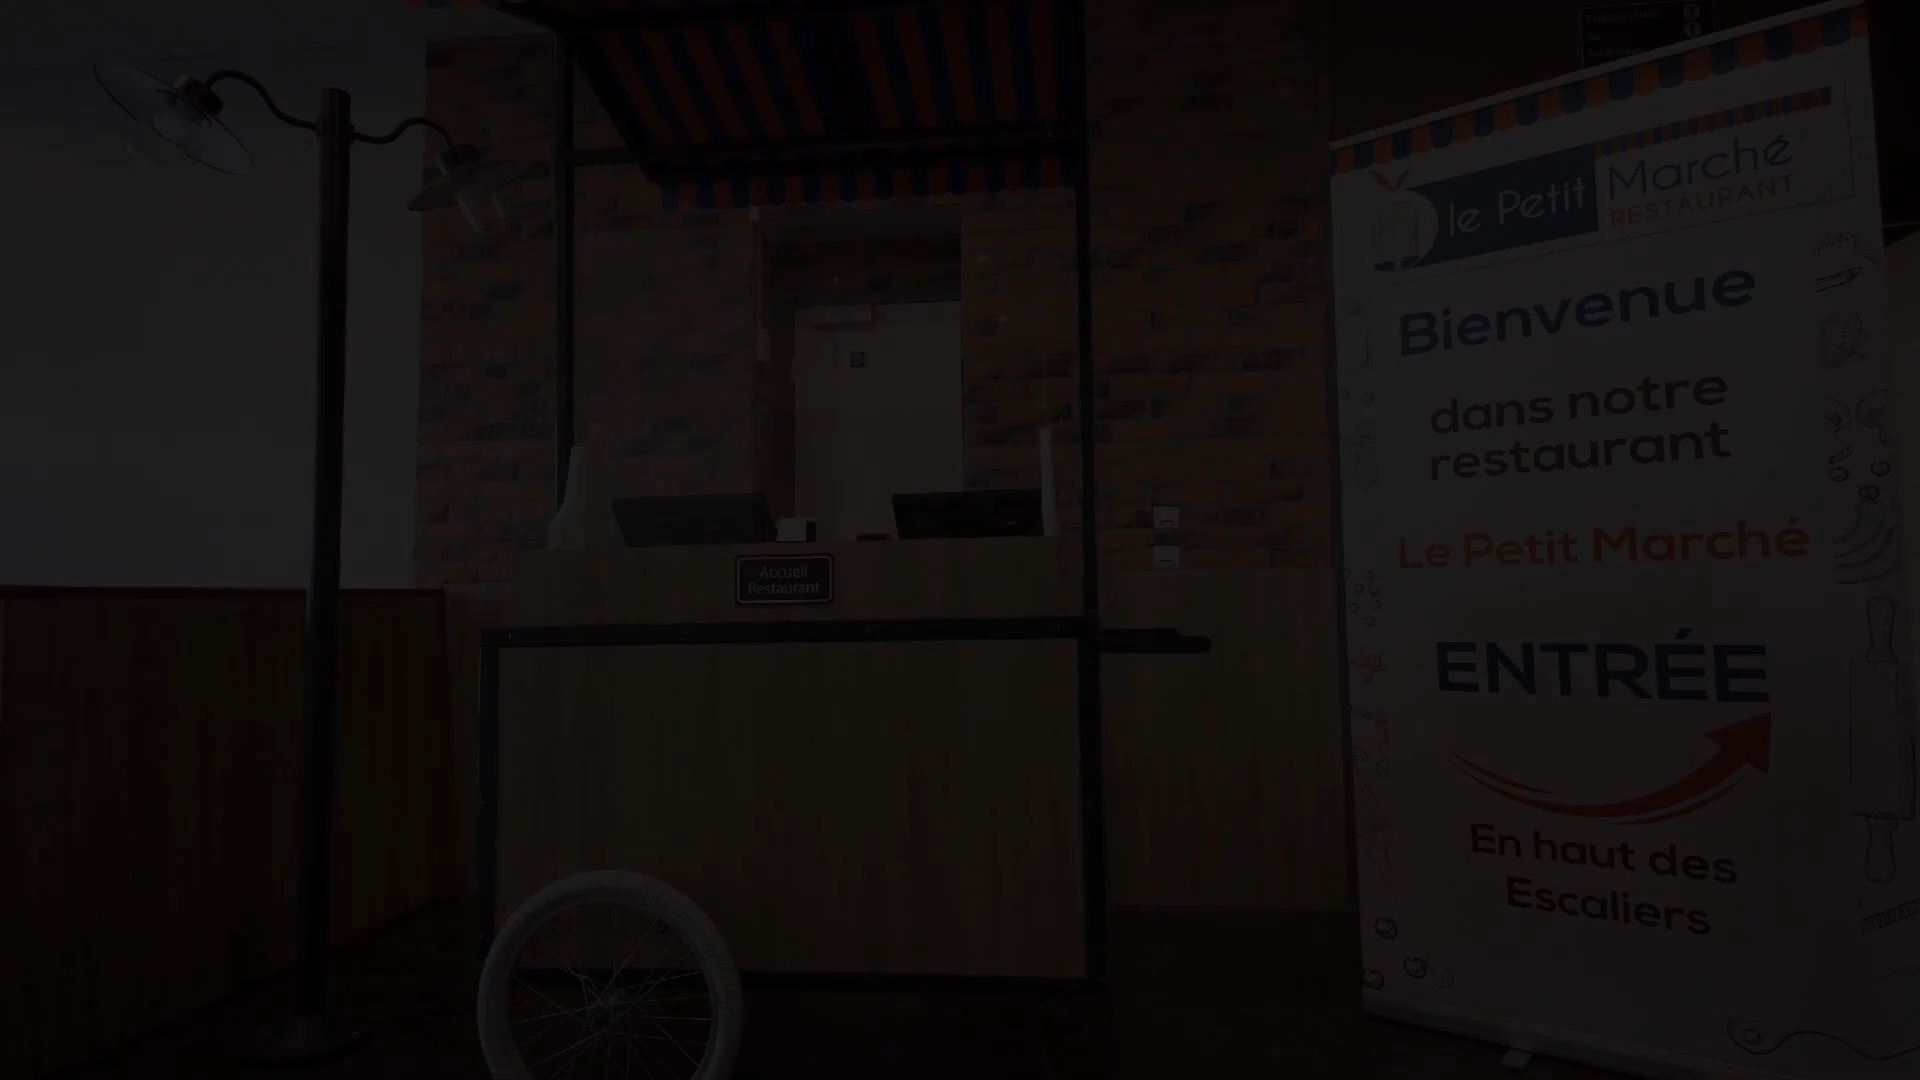 le Petit Marché
RESTAURANT
Bienvenue
dans notre
restaurant
Le Petit Marché
ENTRÉE
En haut des
Escaliers
Accueil
Restaurant